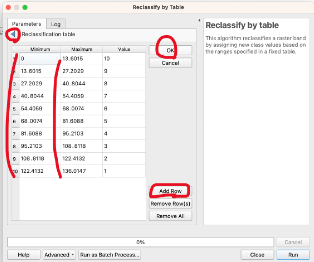 Reclassify by Table
Parameters Log
Reclassification table
Minimum Maximum Value
1 0 13.6015 10
2 13.6015 27.2029 9
3 27.2029 40.8044 8
4 40.8044 54.4059 7
5 54.4059 68.0074 6
6 68.0074 81.6088 5
7 81.6088 95.2103 4
8 95.2103 108..8118 3
9 108..8118 122.4132 2
10 122.4132 136.0147 1
OK
Cancel
Add Row
Remove Row(s)
Remove All
Reclassify by table
This algorithm reclassifies a raster band
by assigning new class values based on
the ranges specified in a fixed table.
0%
Cancel
Help Advanced Run as Batch Process... Close Run